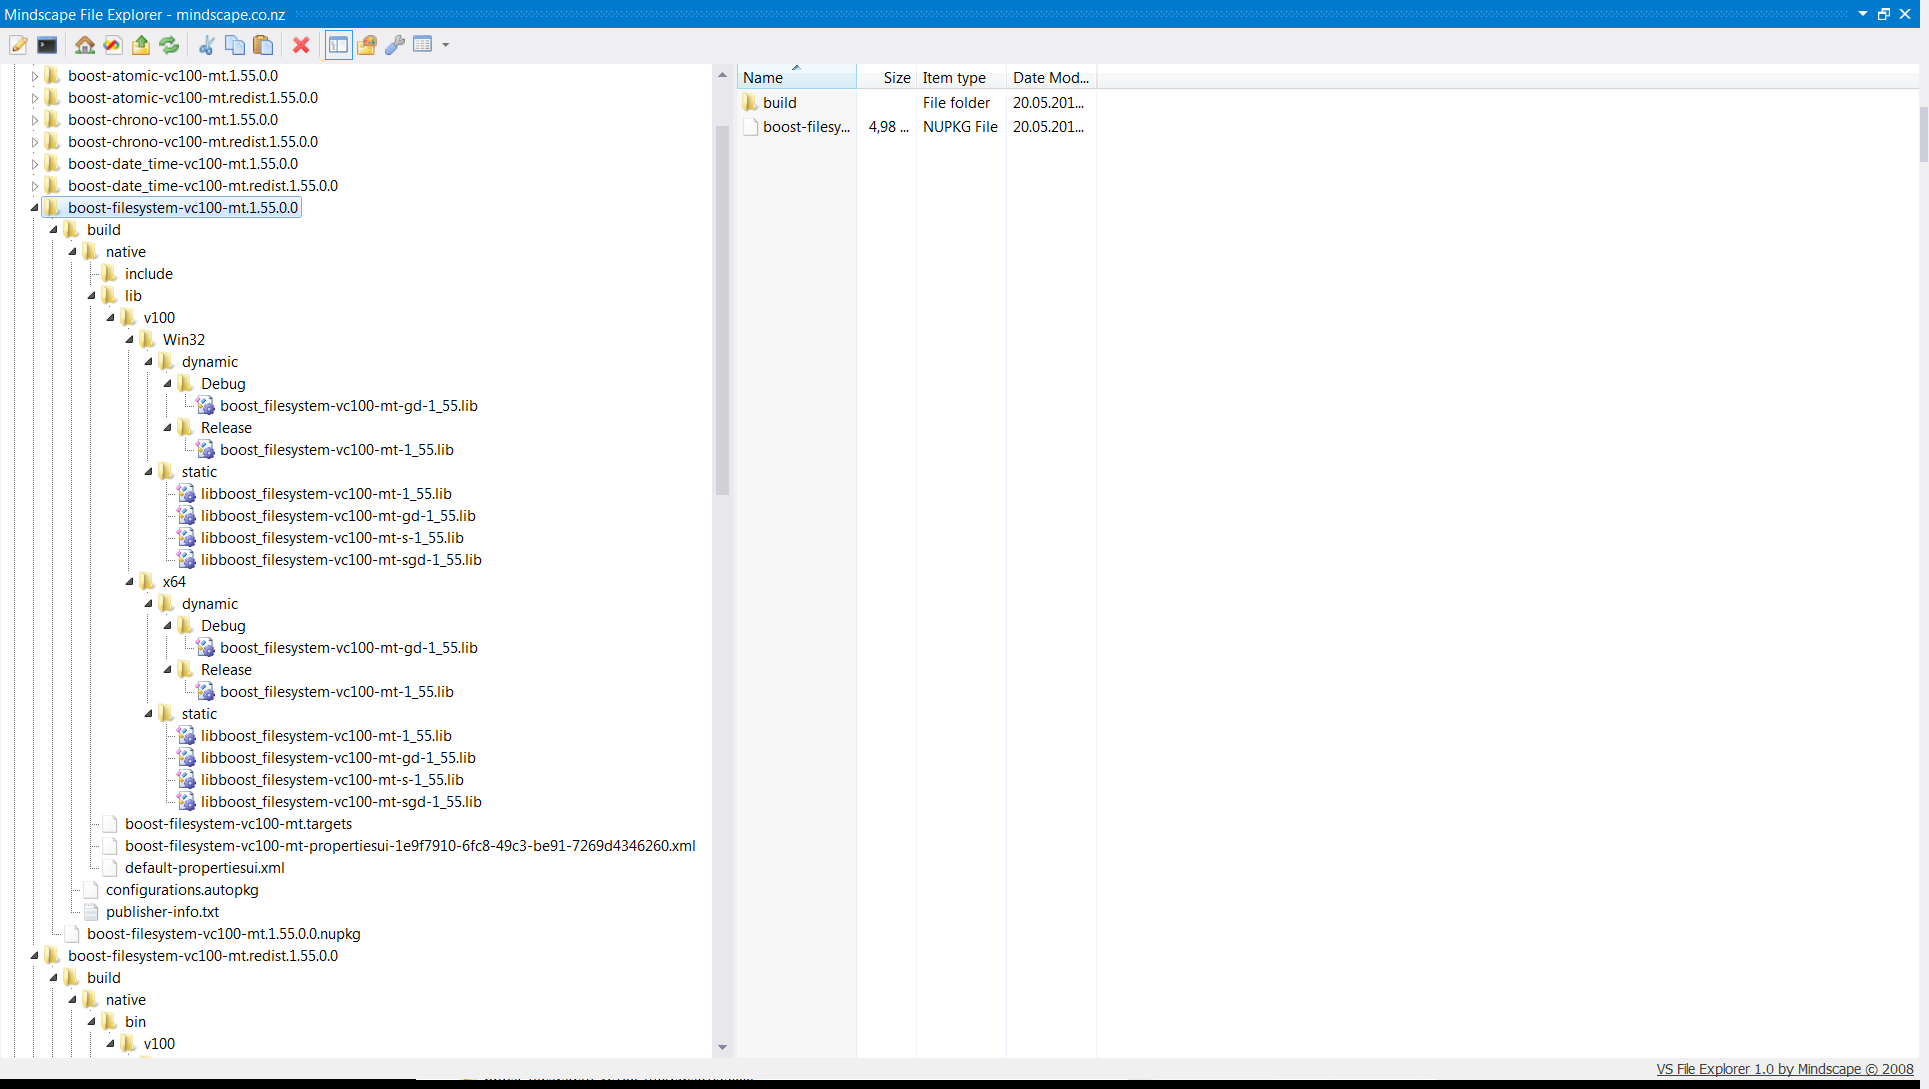 Mindscape File Explorer - mindscape.co.nz
boost-atomic-vc100-mt.1.55.0.0
boost-atomic-vc100-mt.redist.1.55.0.0
boost-chrono-vc100-mt.1.55.0.0
boost-chrono-vc100-mt.redist.1.55.0.0
boost-date_time-vc100-mt.1.55.0.0
boost-date_time-vc100-mt.redist.1.55.0.0
boost-filesystem-vc100-mt.1.55.0.0
build
native
include
lib
v100
Win32
dynamic
Debug
boost_filesystem-vc100-mt-gd-1_55.lib
Release
boost_filesystem-vc100-mt-1_55.lib
static
libboost_filesystem-vc100-mt-1_55.lib
libboost_filesystem-vc100-mt-gd-1_55.lib
libboost_filesystem-vc100-mt-s-1_55.lib
libboost_filesystem-vc100-mt-sgd-1_55.lib
x64
dynamic
Debug
boost_filesystem-vc100-mt-gd-1_55.lib
Release
boost_filesystem-vc100-mt-1_55.lib
static
libboost_filesystem-vc100-mt-1_55.lib
libboost_filesystem-vc100-mt-gd-1_55.lib
libboost_filesystem-vc100-mt-s-1_55.lib
libboost_filesystem-vc100-mt-sgd-1_55.lib
boost-filesystem-vc100-mt.targets
boost-filesystem-vc100-mt-propertiesui-1e9f7910-6fc8-49c3-be91-7269d4346260.xml
default-propertiesui.xml
configurations.autopkg
publisher-info.txt
boost-filesystem-vc100-mt.1.55.0.0.nupkg
boost-filesystem-vc100-mt.redist.1.55.0.0
build
native
bin
v100
Name Size Item type Date Mod...
build File folder 20.05.201...
boost-filesy... 4,98 ... NUPKG File 20.05.201...
VS File Explorer 1.0 by Mindscape © 2008